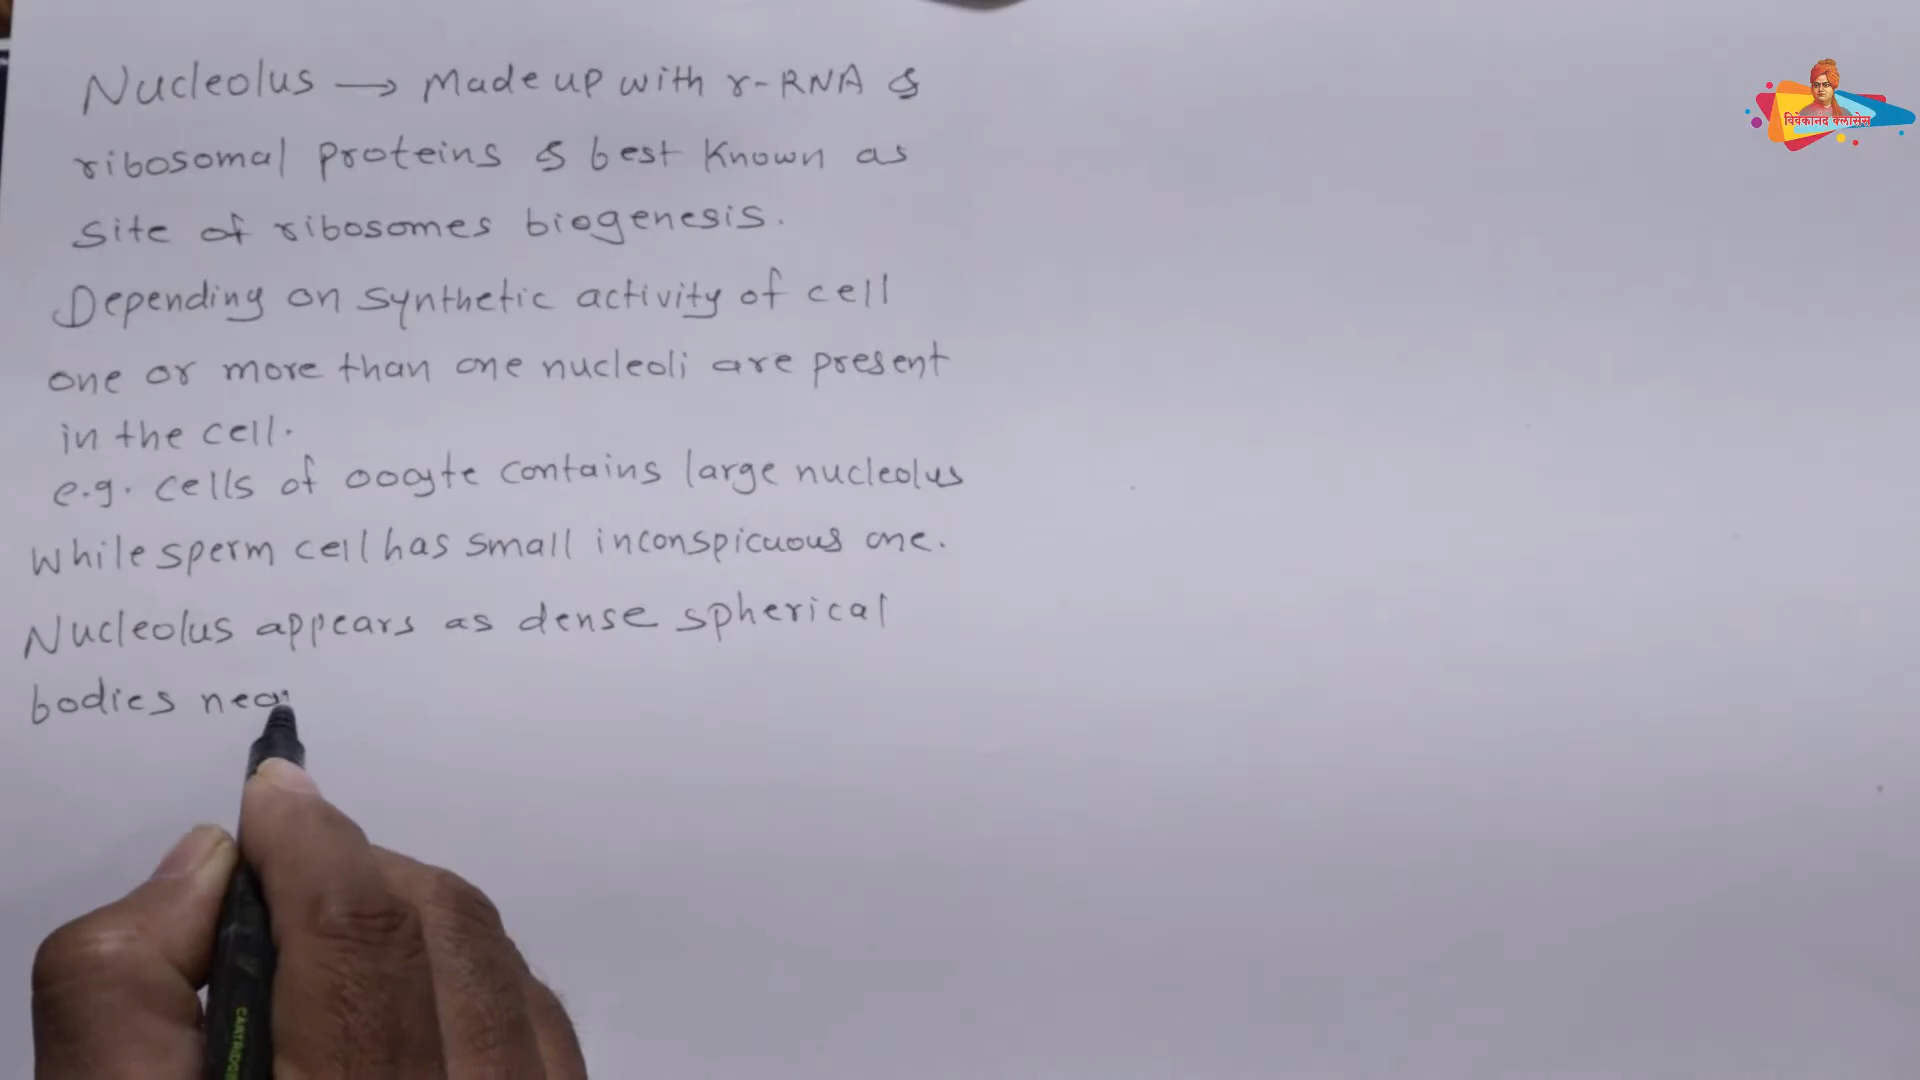 Nucleolus → Made up with r-RNA &
ribosomal proteins & best known as
site of ribosomes biogenesis.
Depending on synthetic activity of cell
one or more than one nucleoli are present
in the cell.
e.g. cells of oocyte contains large nucleolus
while sperm cell has small inconspicuous one.
Nucleolus appears as dense spherical
bodies near
विवेकानंद क्लासेस
CARTRIDGE